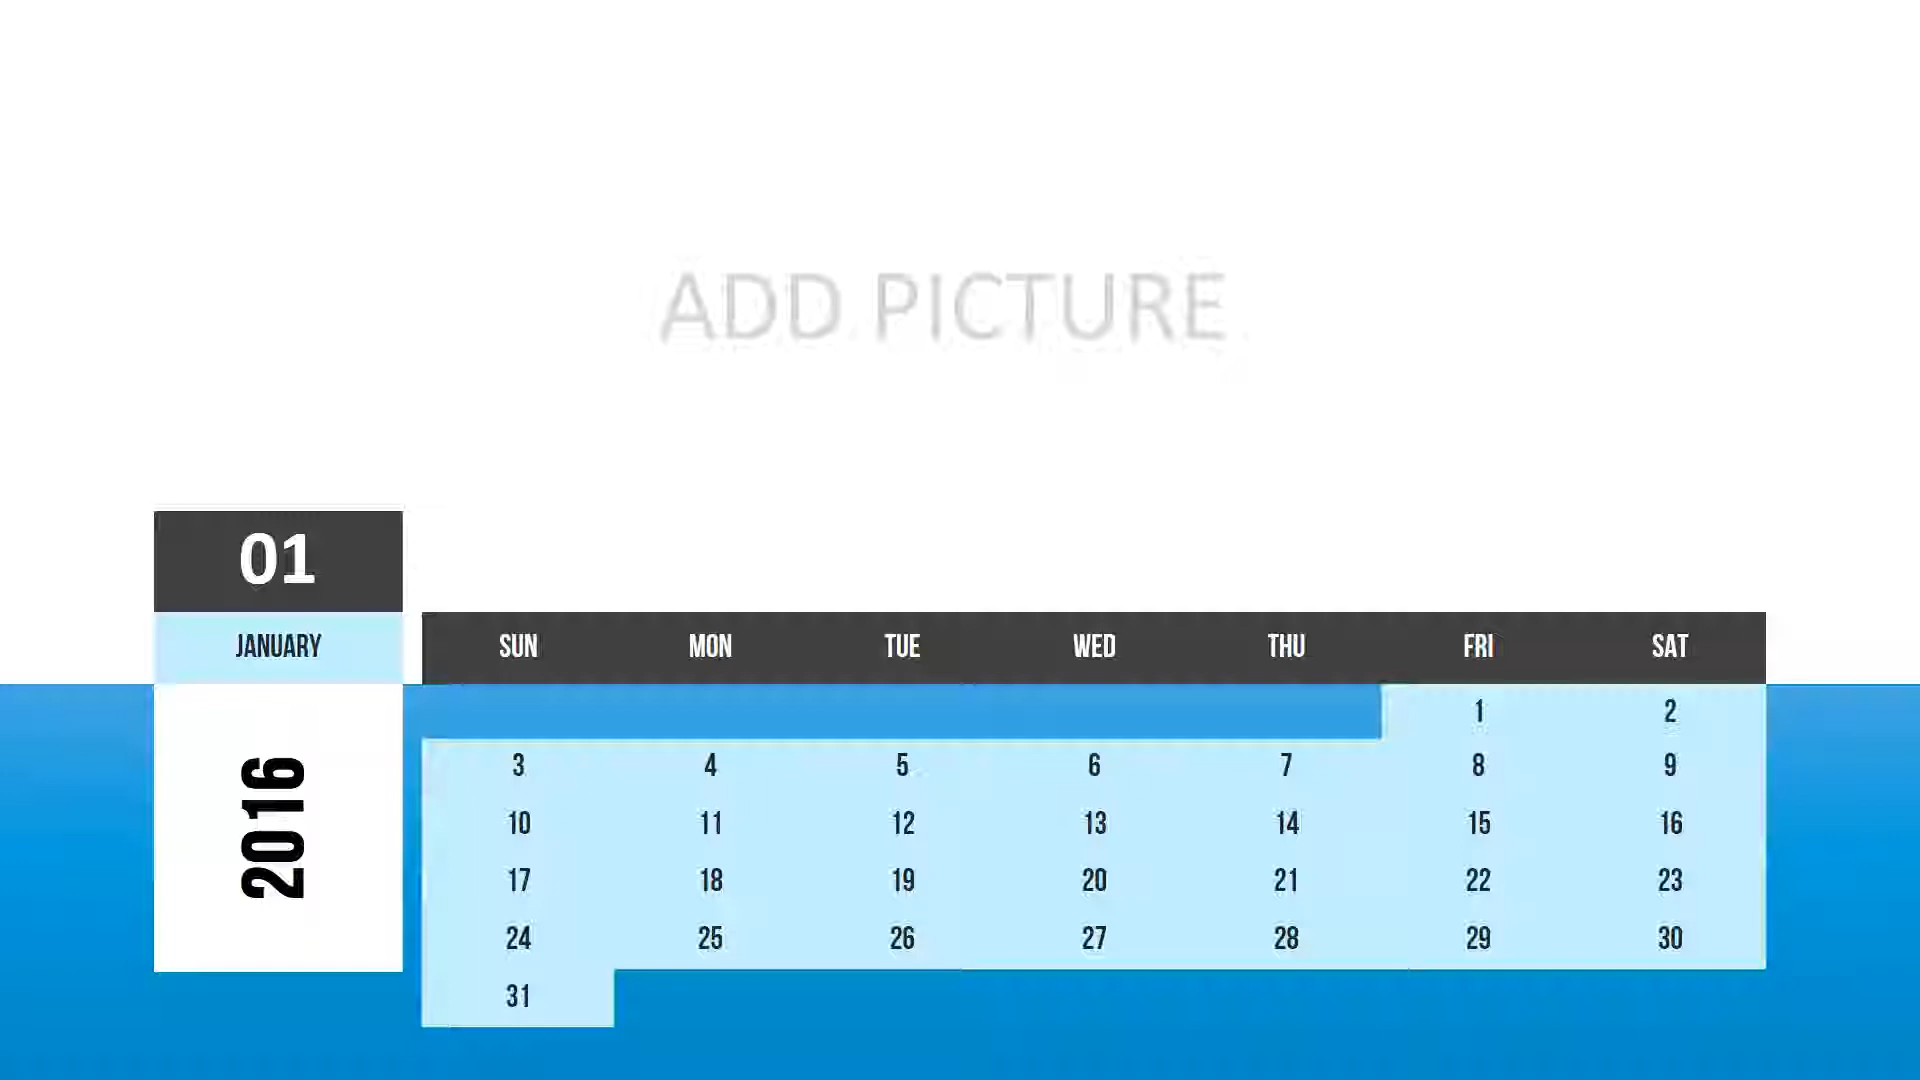 ADD PICTURE
01
JANUARY
2016
SUN MON TUE WED THU FRI SAT
1 2
3 4 5 6 7 8 9
10 11 12 13 14 15 16
17 18 19 20 21 22 23
24 25 26 27 28 29 30
31